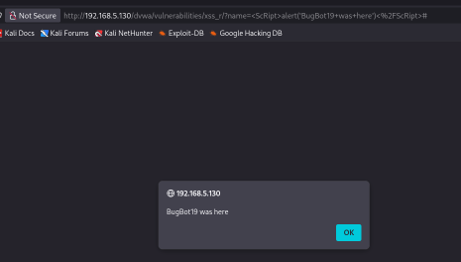 Not Secure http://192.168.5.130/dvwa/vulnerabilities/xss_r/?name=<ScRipt>alert('BugBot19+was+here')<%2FScRipt>#
Kali Docs Kali Forums Kali NetHunter Exploit-DB Google Hacking DB
192.168.5.130
BugBot19 was here
OK